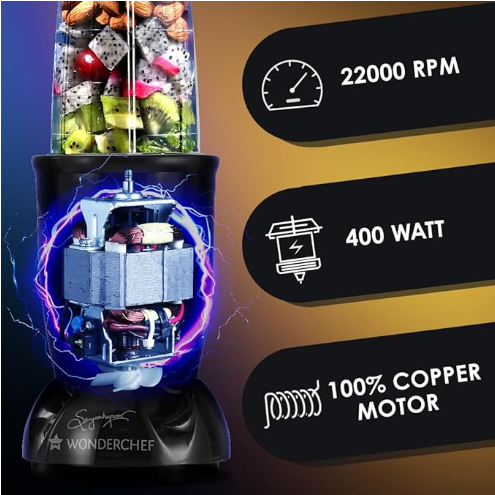 22000 RPM
400 WATT
100% COPPER
MOTOR
WONDERCHEF